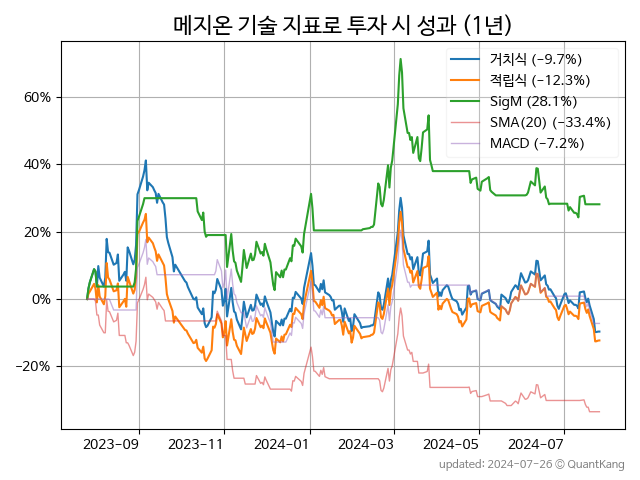 메지온 기술 지표로 투자 시 성과 (1년)
거치식 (−9.7%)
적립식 (−12.3%)
SigM (28.1%)
SMA(20) (−33.4%)
MACD (−7.2%)
60%
40%
20%
0%
−20%
2023-09
2023-11
2024-01
2024-03
2024-05
2024-07
updated: 2024-07-26 © QuantKang